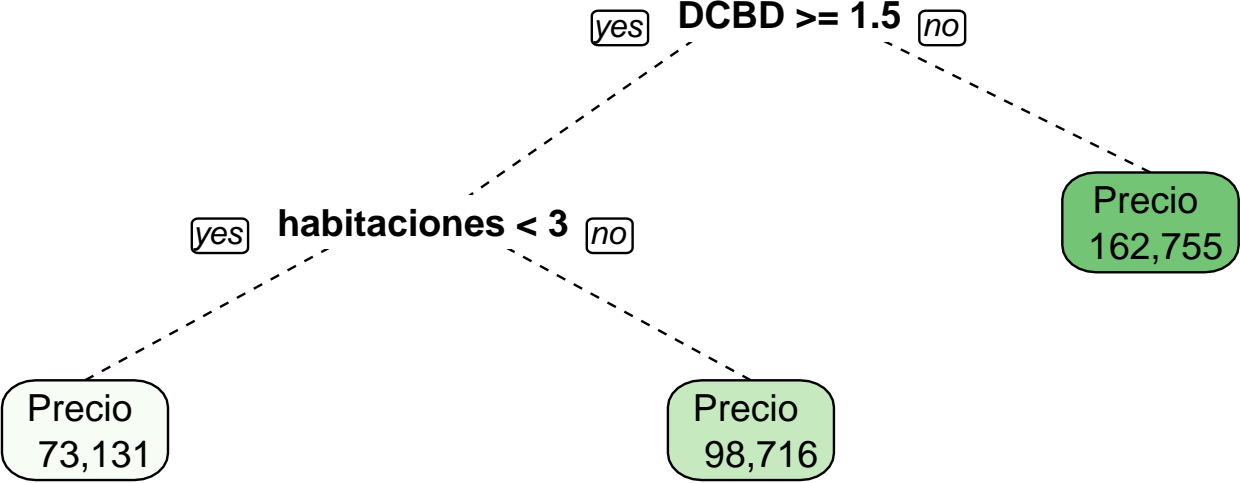 yes DCBD >= 1.5 no
Precio
162,755
yes habitaciones < 3 no
Precio
73,131
Precio
98,716